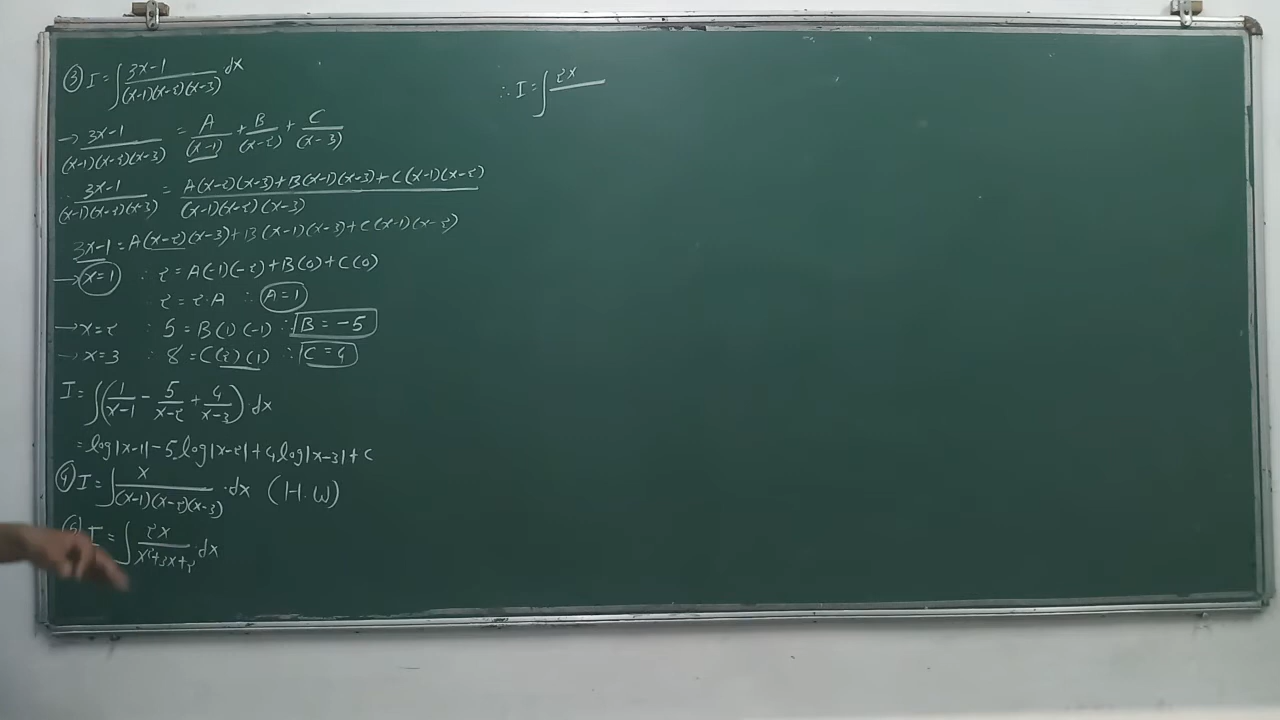 ③ I = ∫ 3x-1 / (x-1)(x-2)(x-3) dx
→ 3x-1 / (x-1)(x-2)(x-3) = A / (x-1) + B / (x-2) + C / (x-3)
∴ 3x-1 / (x-1)(x-2)(x-3) = A(x-2)(x-3)+B(x-1)(x-3)+C(x-1)(x-2) / (x-1)(x-2)(x-3)
3x-1 = A(x-2)(x-3)+B(x-1)(x-3)+C(x-1)(x-2)
→ x=1 ∴ 2 = A(-1)(-2)+B(0)+C(0)
∴ 2 = 2A ∴ A=1
→ x=2 ∴ 5 = B(1)(-1) ∴ B = -5
→ x=3 ∴ 8 = C(2)(1) ∴ C = 4
I = ∫ (1 / x-1 - 5 / x-2 + 4 / x-3) dx
= log|x-1| - 5 log|x-2| + 4 log|x-3| + c
④ I = ∫ x / (x-1)(x-2)(x-3) dx (H.W)
I = ∫ 2x / x²+3x+2 dx
∴ I = ∫ 2x